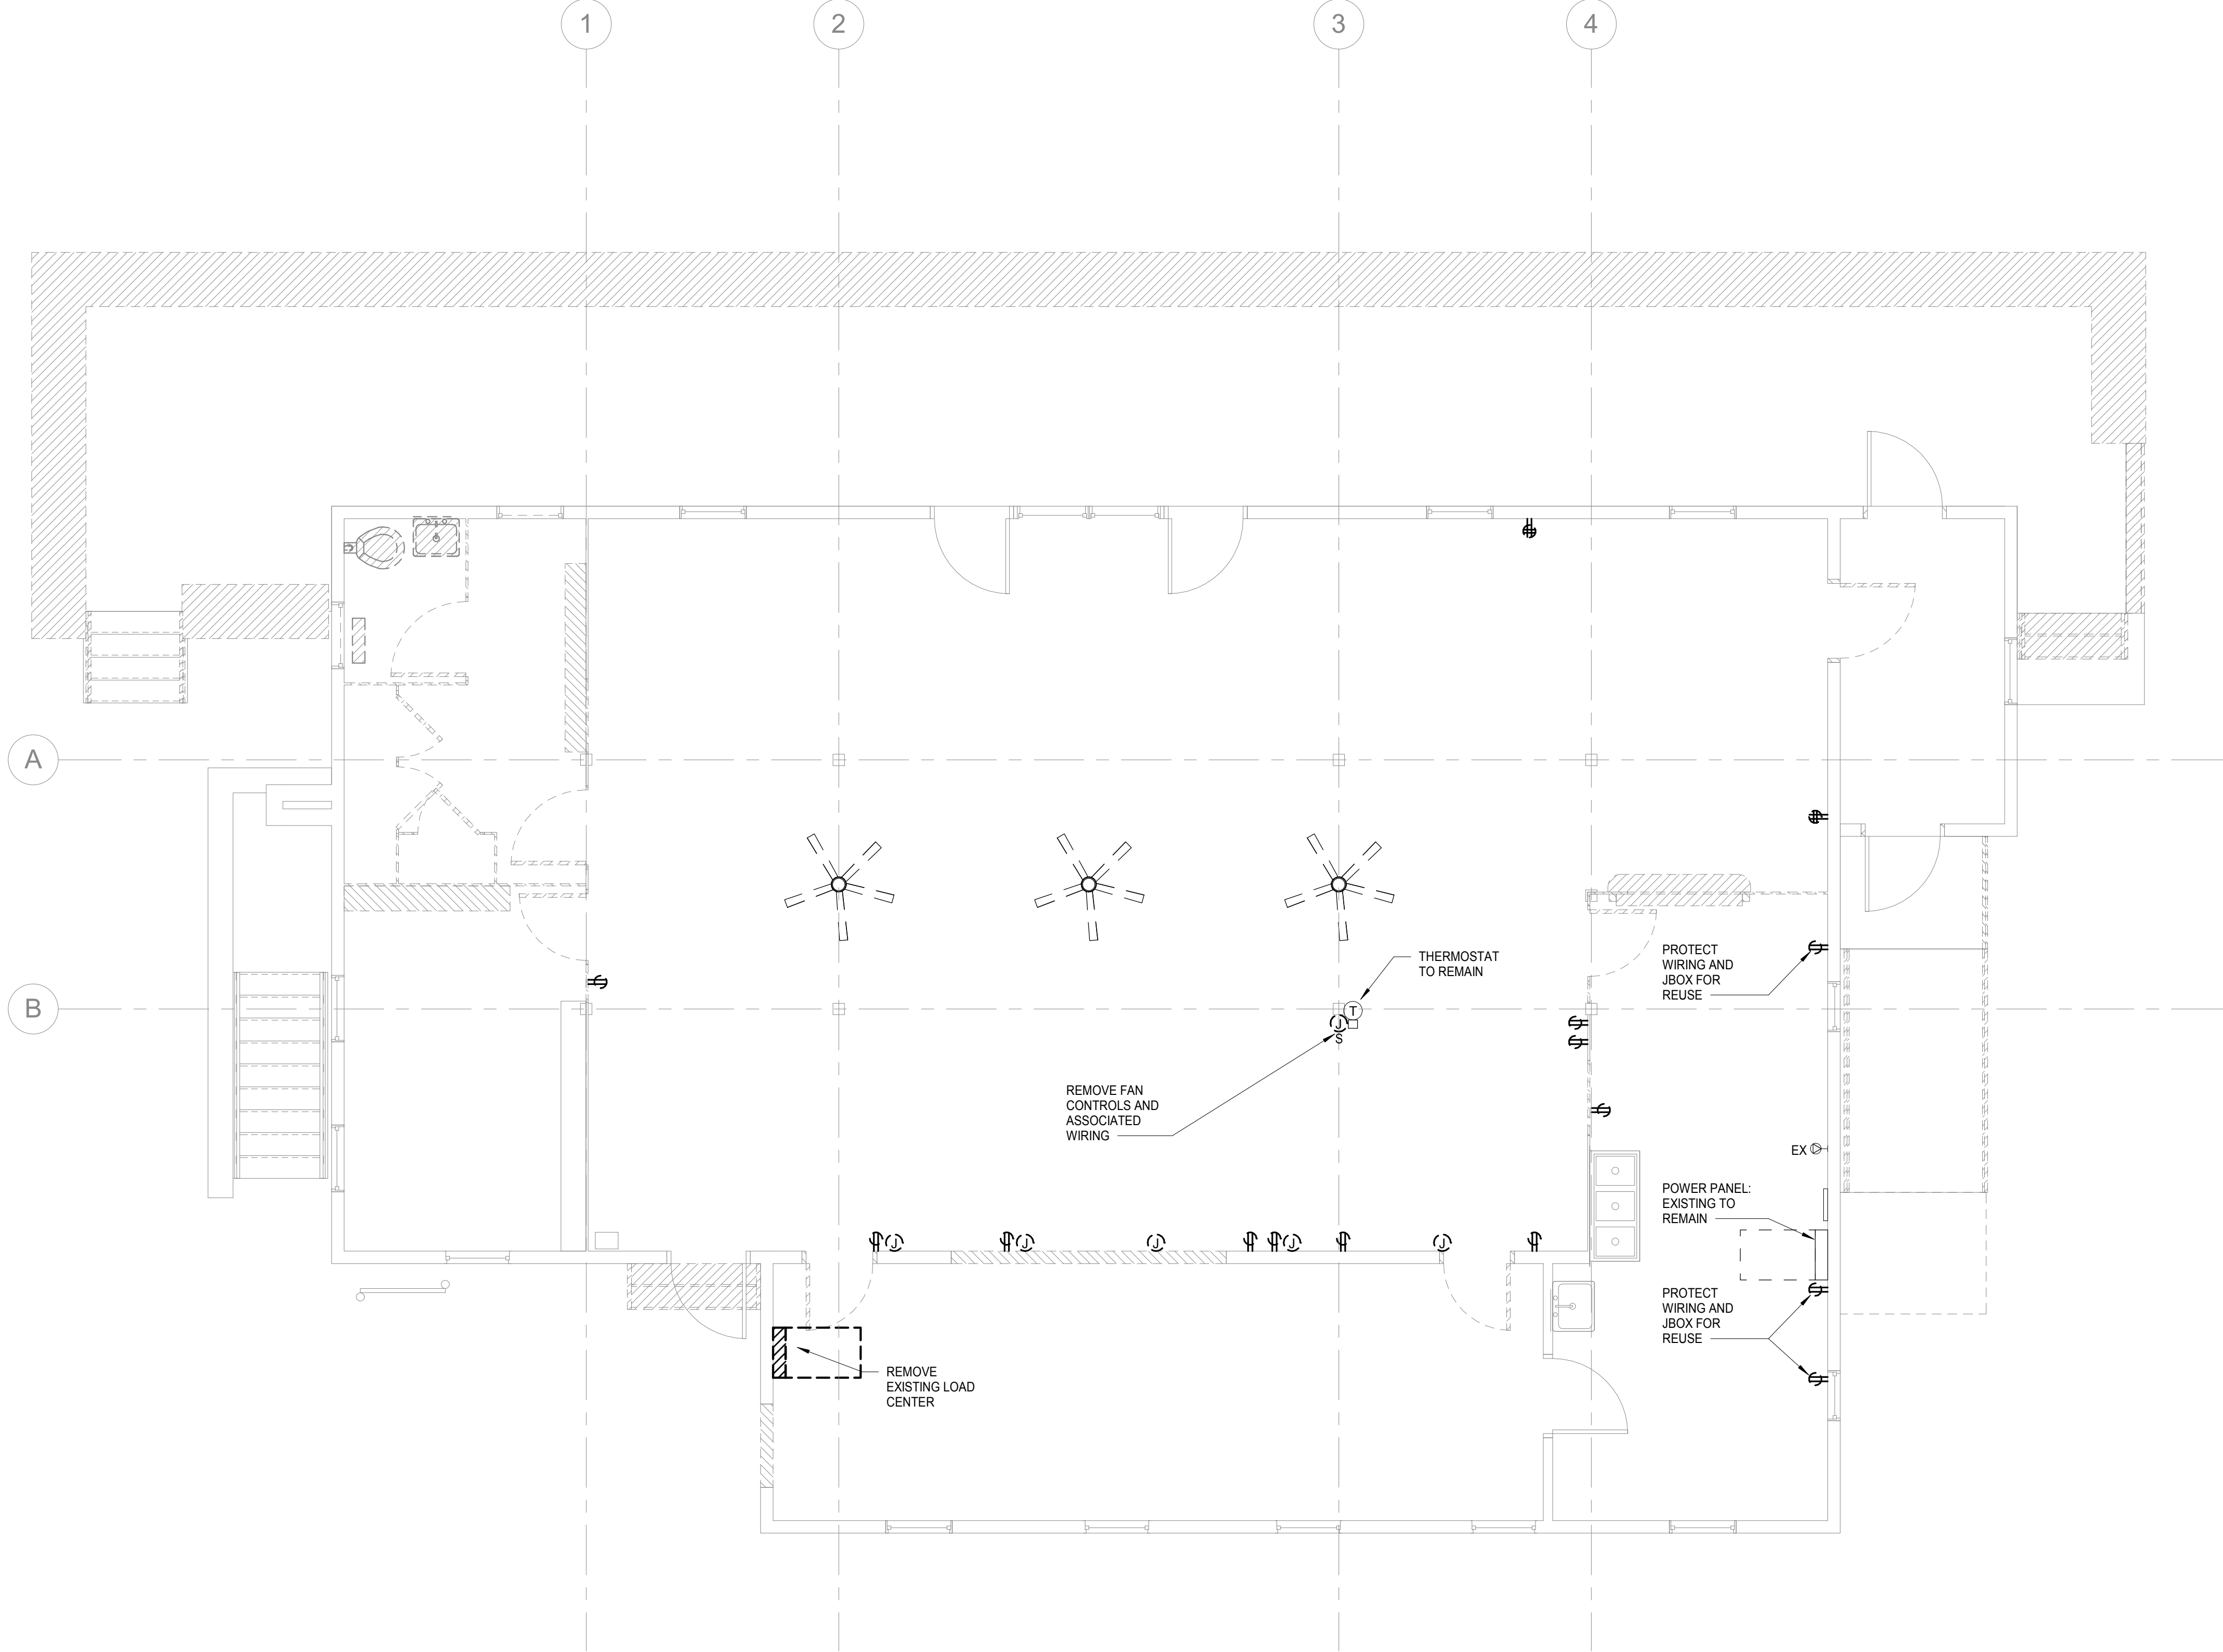 1
2
3
4
A
THERMOSTAT
TO REMAIN
PROTECT
WIRING AND
JBOX FOR
REUSE
B
T
J
S
REMOVE FAN
CONTROLS AND
ASSOCIATED
WIRING
EX
POWER PANEL:
EXISTING TO
REMAIN
J
J
J
J
J
PROTECT
WIRING AND
JBOX FOR
REUSE
REMOVE
EXISTING LOAD
CENTER